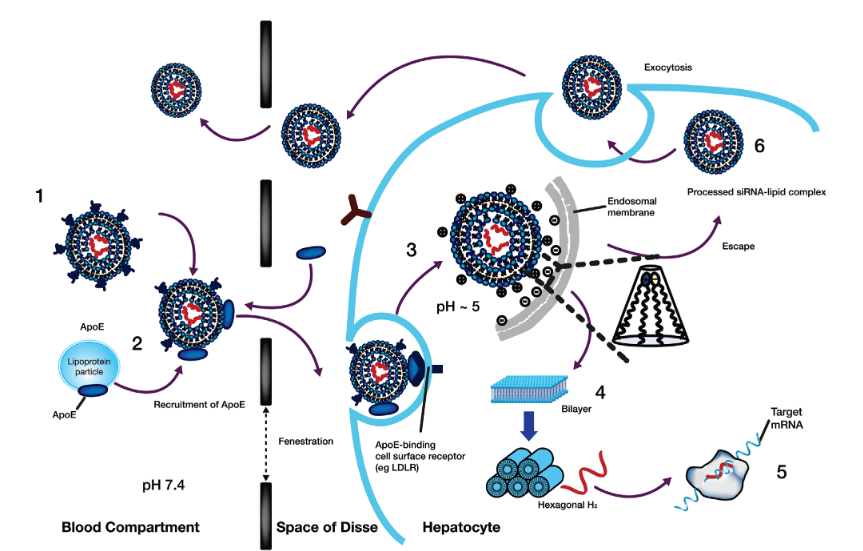 Exocytosis
6
Processed siRNA-lipid complex
1
Endosomal
membrane
3
Escape
pH ~ 5
ApoE
2
Lipoprotein
particle
ApoE
Recruitment of ApoE
4
Bilayer
Target
mRNA
Fenestration
ApoE-binding
cell surface receptor
(eg LDLR)
5
Hexagonal H₂
pH 7.4
Blood Compartment
Space of Disse
Hepatocyte